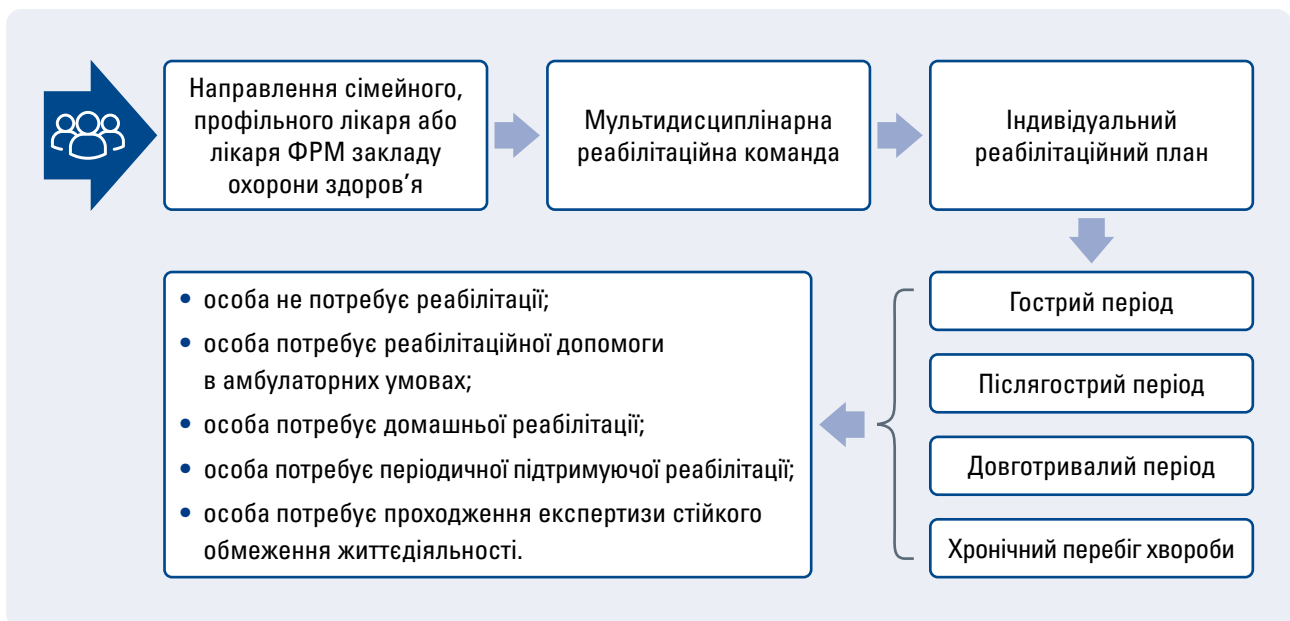 Направлення сімейного,
профільного лікаря або
лікаря ФРМ закладу
охорони здоров’я
Мультидисциплінарна
реабілітаційна команда
Індивідуальний
реабілітаційний план
Гострий період
Післягострий період
Довготривалий період
Хронічний перебіг хвороби
• особа не потребує реабілітації;
• особа потребує реабілітаційної допомоги
в амбулаторних умовах;
• особа потребує домашньої реабілітації;
• особа потребує періодичної підтримуючої реабілітації;
• особа потребує проходження експертизи стійкого
обмеження життєдіяльності.